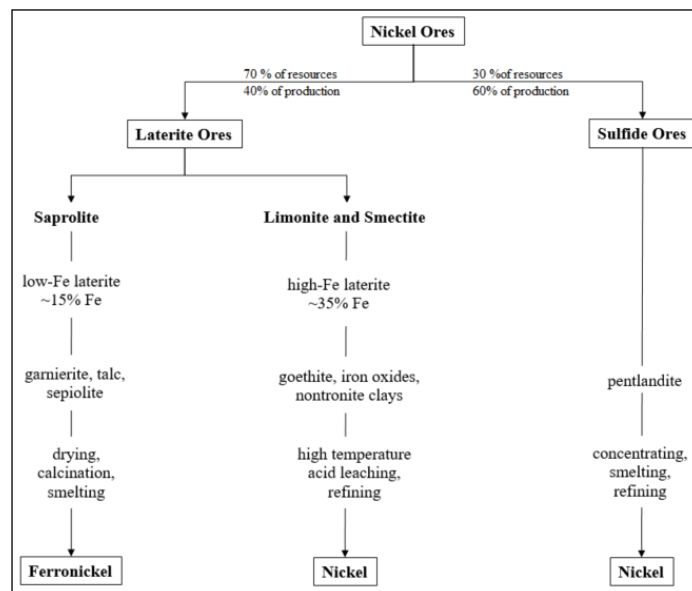 Nickel Ores
70 % of resources
40% of production
30 %of resources
60% of production
Laterite Ores
Sulfide Ores
Saprolite
Limonite and Smectite
low-Fe laterite
~15% Fe
high-Fe laterite
~35% Fe
garnierite, talc,
sepiolite
goethite, iron oxides,
nontronite clays
pentlandite
drying,
calcination,
smelting
high temperature
acid leaching,
refining
concentrating,
smelting,
refining
Ferronickel
Nickel
Nickel